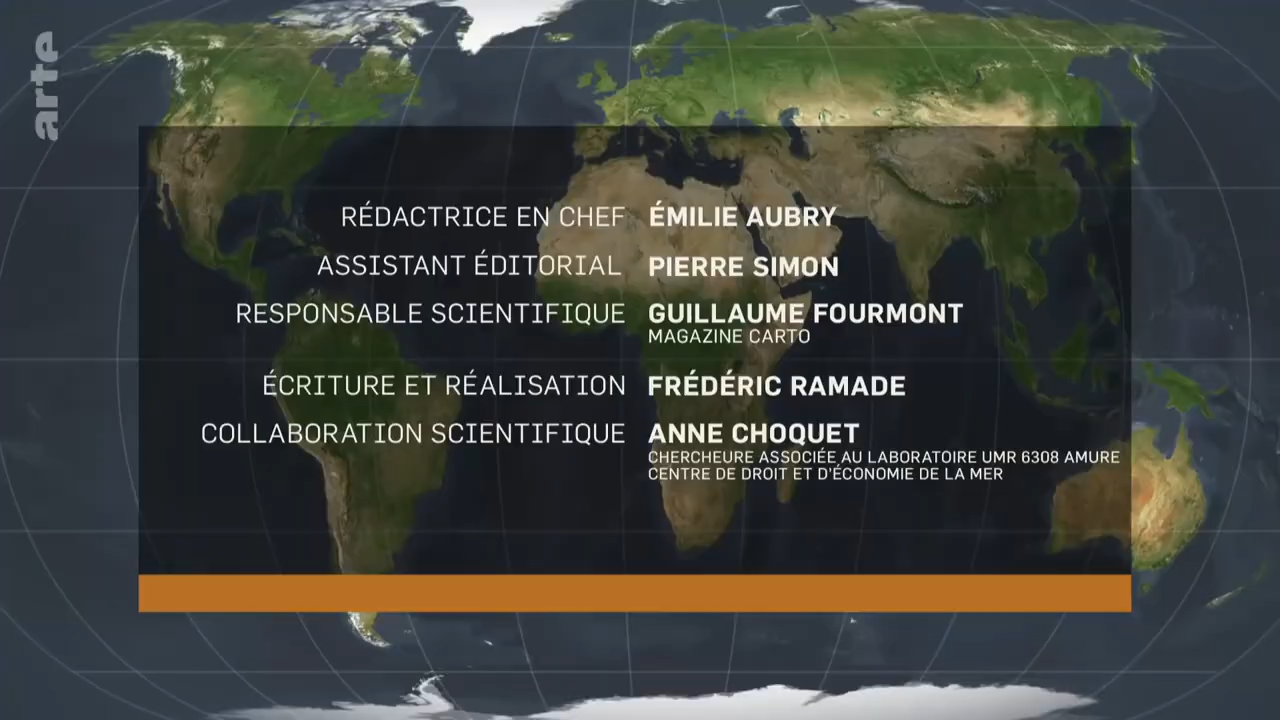 arte
RÉDACTRICE EN CHEF ÉMILIE AUBRY
ASSISTANT ÉDITORIAL PIERRE SIMON
RESPONSABLE SCIENTIFIQUE GUILLAUME FOURMONT
MAGAZINE CARTO
ÉCRITURE ET RÉALISATION FRÉDÉRIC RAMADE
COLLABORATION SCIENTIFIQUE ANNE CHOQUET
CHERCHEURE ASSOCIÉE AU LABORATOIRE UMR 6308 AMURE
CENTRE DE DROIT ET D'ÉCONOMIE DE LA MER